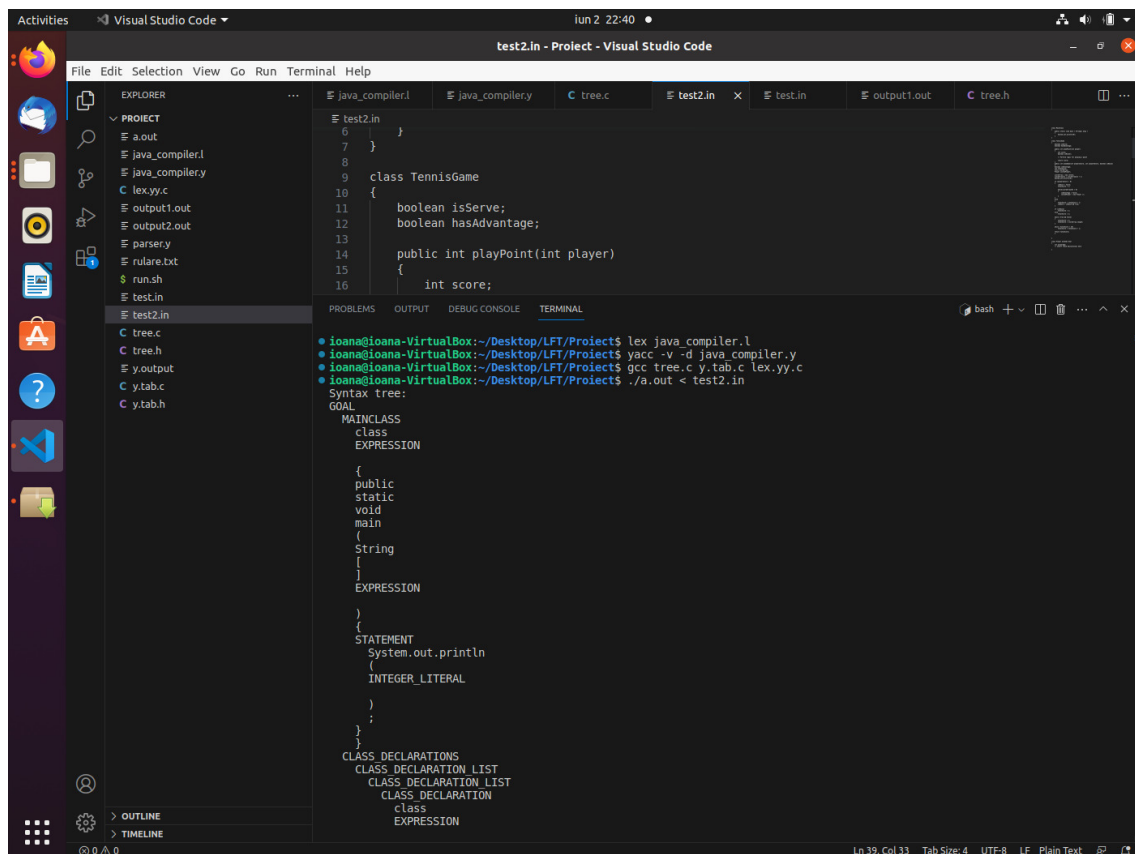 Activities Visual Studio Code iun 2 22:40
test2.in - Proiect - Visual Studio Code
File Edit Selection View Go Run Terminal Help
EXPLORER ...
java_compiler.l java_compiler.y C tree.c test2.in × test.in output1.out C tree.h ...
PROIECT
a.out
java_compiler.l
java_compiler.y
C lex.yy.c
output1.out
output2.out
parser.y
rulare.txt
$ run.sh
test.in
test2.in
C tree.c
C tree.h
y.output
C y.tab.c
C y.tab.h
1
OUTLINE
TIMELINE
test2.in
6 }
7 }
8
9 class TennisGame
10 {
11 boolean isServe;
12 boolean hasAdvantage;
13
14 public int playPoint(int player)
15 {
16 int score;
PROBLEMS OUTPUT DEBUG CONSOLE TERMINAL bash + ... ×
ioana@ioana-VirtualBox:~/Desktop/LFT/Proiect$ lex java_compiler.l
ioana@ioana-VirtualBox:~/Desktop/LFT/Proiect$ yacc -v -d java_compiler.y
ioana@ioana-VirtualBox:~/Desktop/LFT/Proiect$ gcc tree.c y.tab.c lex.yy.c
ioana@ioana-VirtualBox:~/Desktop/LFT/Proiect$ ./a.out < test2.in
Syntax tree:
GOAL
MAINCLASS
class
EXPRESSION
{
public
static
void
main
(
String
[
]
EXPRESSION
)
{
STATEMENT
System.out.println
(
INTEGER_LITERAL
)
;
}
}
CLASS_DECLARATIONS
CLASS_DECLARATION_LIST
CLASS_DECLARATION_LIST
CLASS_DECLARATION
class
EXPRESSION
0 0 Ln 39, Col 33 Tab Size: 4 UTF-8 LF Plain Text